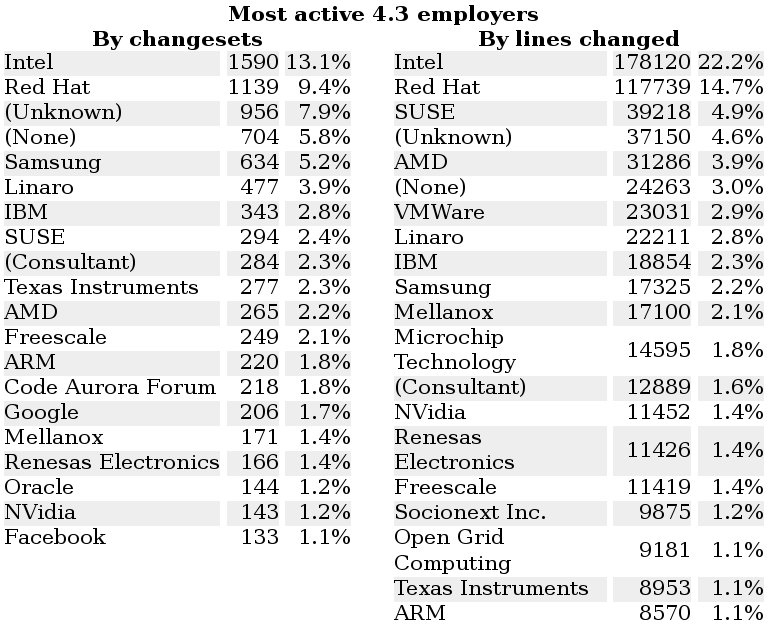 Most active 4.3 employers
By changesets
Intel 1590 13.1%
Red Hat 1139 9.4%
(Unknown) 956 7.9%
(None) 704 5.8%
Samsung 634 5.2%
Linaro 477 3.9%
IBM 343 2.8%
SUSE 294 2.4%
(Consultant) 284 2.3%
Texas Instruments 277 2.3%
AMD 265 2.2%
Freescale 249 2.1%
ARM 220 1.8%
Code Aurora Forum 218 1.8%
Google 206 1.7%
Mellanox 171 1.4%
Renesas Electronics 166 1.4%
Oracle 144 1.2%
NVidia 143 1.2%
Facebook 133 1.1%
By lines changed
Intel 178120 22.2%
Red Hat 117739 14.7%
SUSE 39218 4.9%
(Unknown) 37150 4.6%
AMD 31286 3.9%
(None) 24263 3.0%
VMWare 23031 2.9%
Linaro 22211 2.8%
IBM 18854 2.3%
Samsung 17325 2.2%
Mellanox 17100 2.1%
Microchip
Technology 14595 1.8%
(Consultant) 12889 1.6%
NVidia 11452 1.4%
Renesas
Electronics 11426 1.4%
Freescale 11419 1.4%
Socionext Inc. 9875 1.2%
Open Grid
Computing 9181 1.1%
Texas Instruments 8953 1.1%
ARM 8570 1.1%